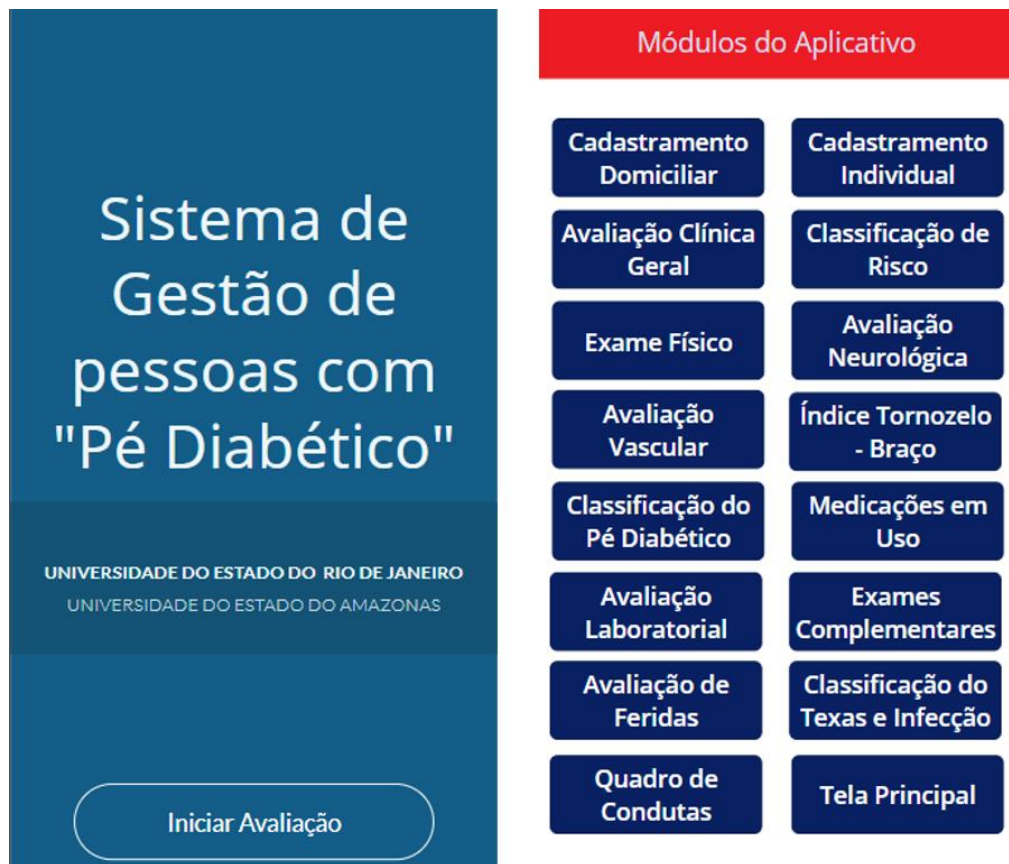 Sistema de
Gestão de
pessoas com
"Pé Diabético"
UNIVERSIDADE DO ESTADO DO RIO DE JANEIRO
UNIVERSIDADE DO ESTADO DO AMAZONAS
Iniciar Avaliação
Módulos do Aplicativo
Cadastramento
Domiciliar
Cadastramento
Individual
Avaliação Clínica
Geral
Classificação de
Risco
Exame Físico
Avaliação
Neurológica
Avaliação
Vascular
Índice Tornozelo
- Braço
Classificação do
Pé Diabético
Medicações em
Uso
Avaliação
Laboratorial
Exames
Complementares
Avaliação de
Feridas
Classificação do
Texas e Infecção
Quadro de
Condutas
Tela Principal